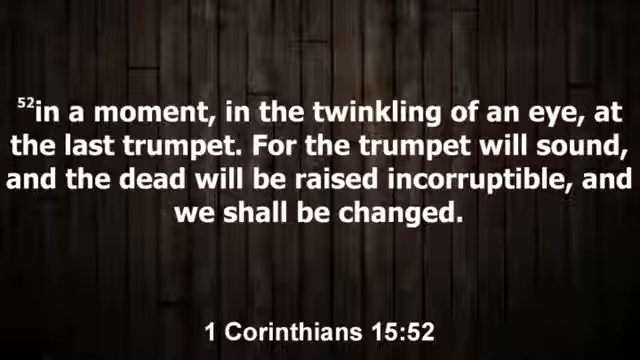 52in a moment, in the twinkling of an eye, at
the last trumpet. For the trumpet will sound,
and the dead will be raised incorruptible, and
we shall be changed.
1 Corinthians 15:52